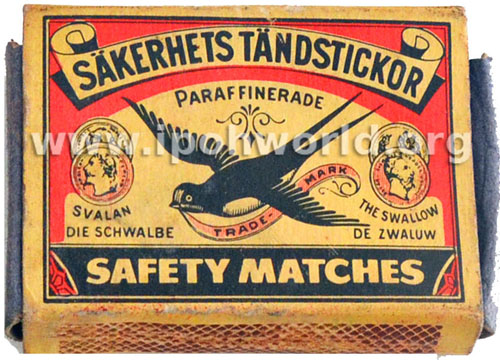 SÄKERHETS TÄNDSTICKOR
PARAFFINERADE
www.ipohworld.org
SVALAN
DIE SCHWALBE
TRADE-MARK
THE SWALLOW
DE ZWALUW
SAFETY MATCHES